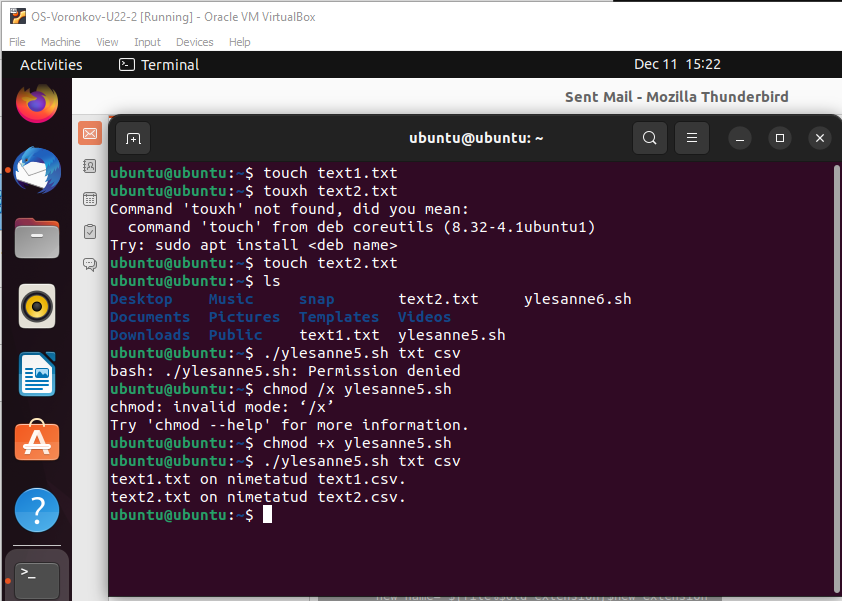 OS-Voronkov-U22-2 [Running] - Oracle VM VirtualBox
File Machine View Input Devices Help
Activities Terminal Dec 11 15:22
Sent Mail - Mozilla Thunderbird
ubuntu@ubuntu: ~
ubuntu@ubuntu:~$ touch text1.txt
ubuntu@ubuntu:~$ touxh text2.txt
Command 'touxh' not found, did you mean:
  command 'touch' from deb coreutils (8.32-4.1ubuntu1)
Try: sudo apt install <deb name>
ubuntu@ubuntu:~$ touch text2.txt
ubuntu@ubuntu:~$ ls
Desktop Music snap text2.txt ylesanne6.sh
Documents Pictures Templates Videos
Downloads Public text1.txt ylesanne5.sh
ubuntu@ubuntu:~$ ./ylesanne5.sh txt csv
bash: ./ylesanne5.sh: Permission denied
ubuntu@ubuntu:~$ chmod /x ylesanne5.sh
chmod: invalid mode: ‘/x’
Try 'chmod --help' for more information.
ubuntu@ubuntu:~$ chmod +x ylesanne5.sh
ubuntu@ubuntu:~$ ./ylesanne5.sh txt csv
text1.txt on nimetatud text1.csv.
text2.txt on nimetatud text2.csv.
ubuntu@ubuntu:~$